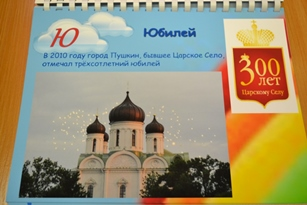 Ю
Юбилей
В 2010 году город Пушкин, бывшее Царское Село,
отмечал трёхсотлетний юбилей
300
ЛЕТ
Царскому Селу